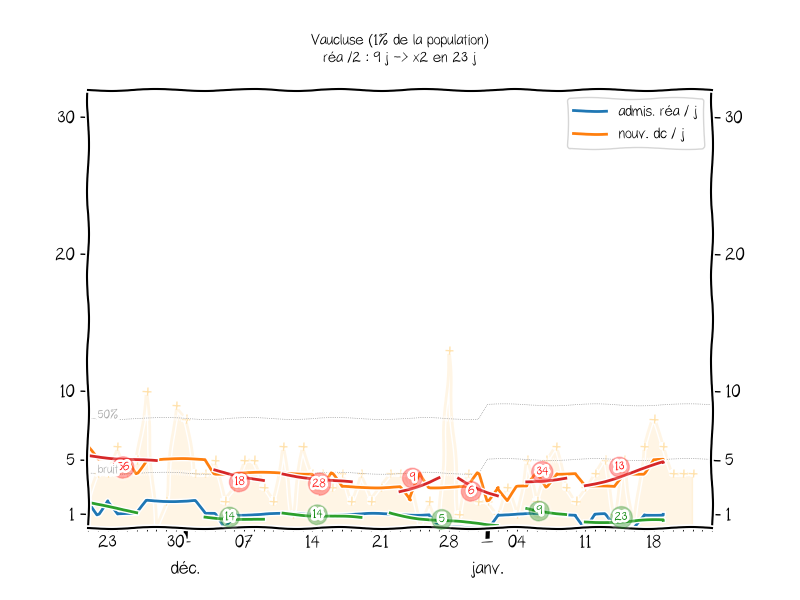 Vaucluse (1% de la population)
réa /2 : 9 j -> x2 en 23 j
admis. réa / j
nouv. dc / j
30 30
20 20
10 10
50%
5 5
bruit
56 18 28 9 6 34 13
1 1
14 14 5 9 23
23 30 07 14 21 28 04 11 18
déc. janv.